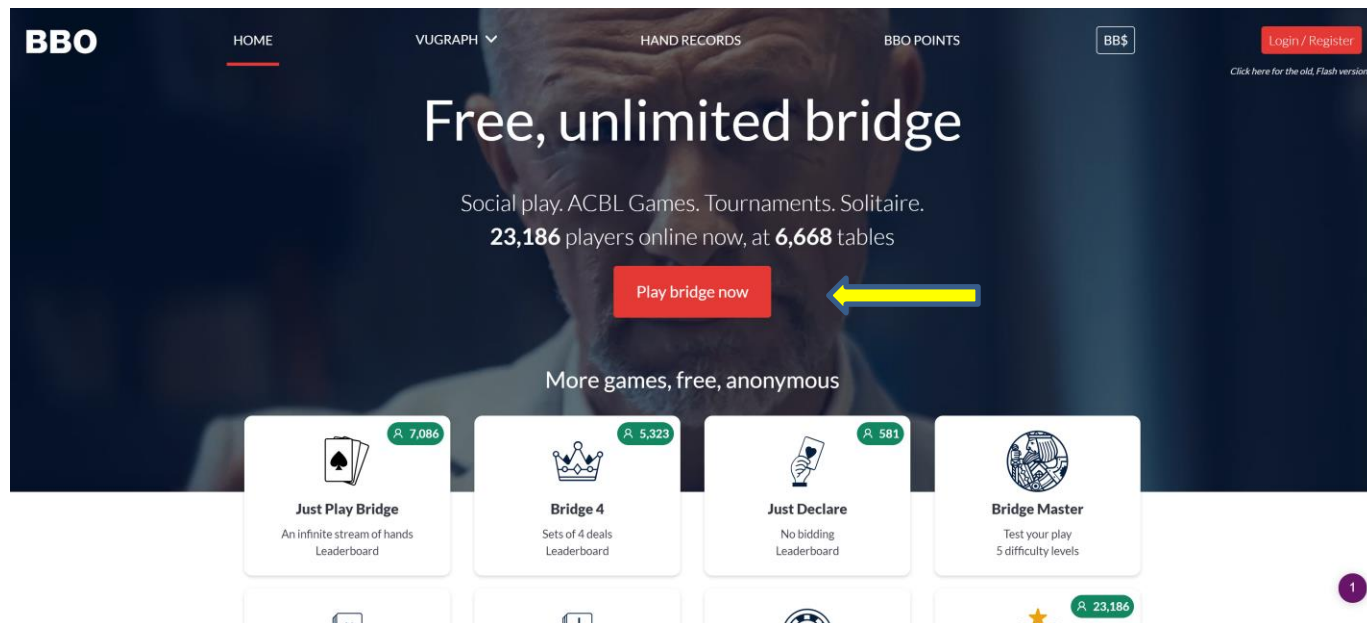 BBO
HOME
VUGRAPH
HAND RECORDS
BBO POINTS
BB$
Login / Register
Click here for the old, Flash version
Free, unlimited bridge
Social play. ACBL Games. Tournaments. Solitaire.
23,186 players online now, at 6,668 tables
Play bridge now
More games, free, anonymous
7,086
Just Play Bridge
An infinite stream of hands
Leaderboard
5,323
Bridge 4
Sets of 4 deals
Leaderboard
581
Just Declare
No bidding
Leaderboard
Bridge Master
Test your play
5 difficulty levels
1
23,186